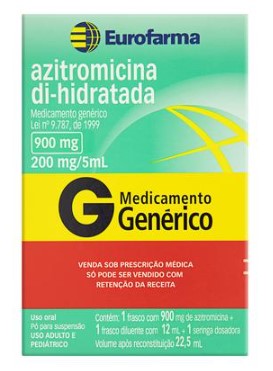 Eurofarma
azitromicina
di-hidratada
Medicamento genérico
Lei nº 9.787, de 1999
900 mg
200 mg/5mL
G Medicamento
Genérico
VENDA SOB PRESCRIÇÃO MÉDICA
SÓ PODE SER VENDIDO COM
RETENÇÃO DA RECEITA
Uso oral
Pó para suspensão
USO ADULTO E
PEDIÁTRICO
Contém: 1 frasco com 900 mg de azitromicina +
1 frasco diluente com 12 mL + 1 seringa dosadora
Volume após reconstituição 22,5 mL